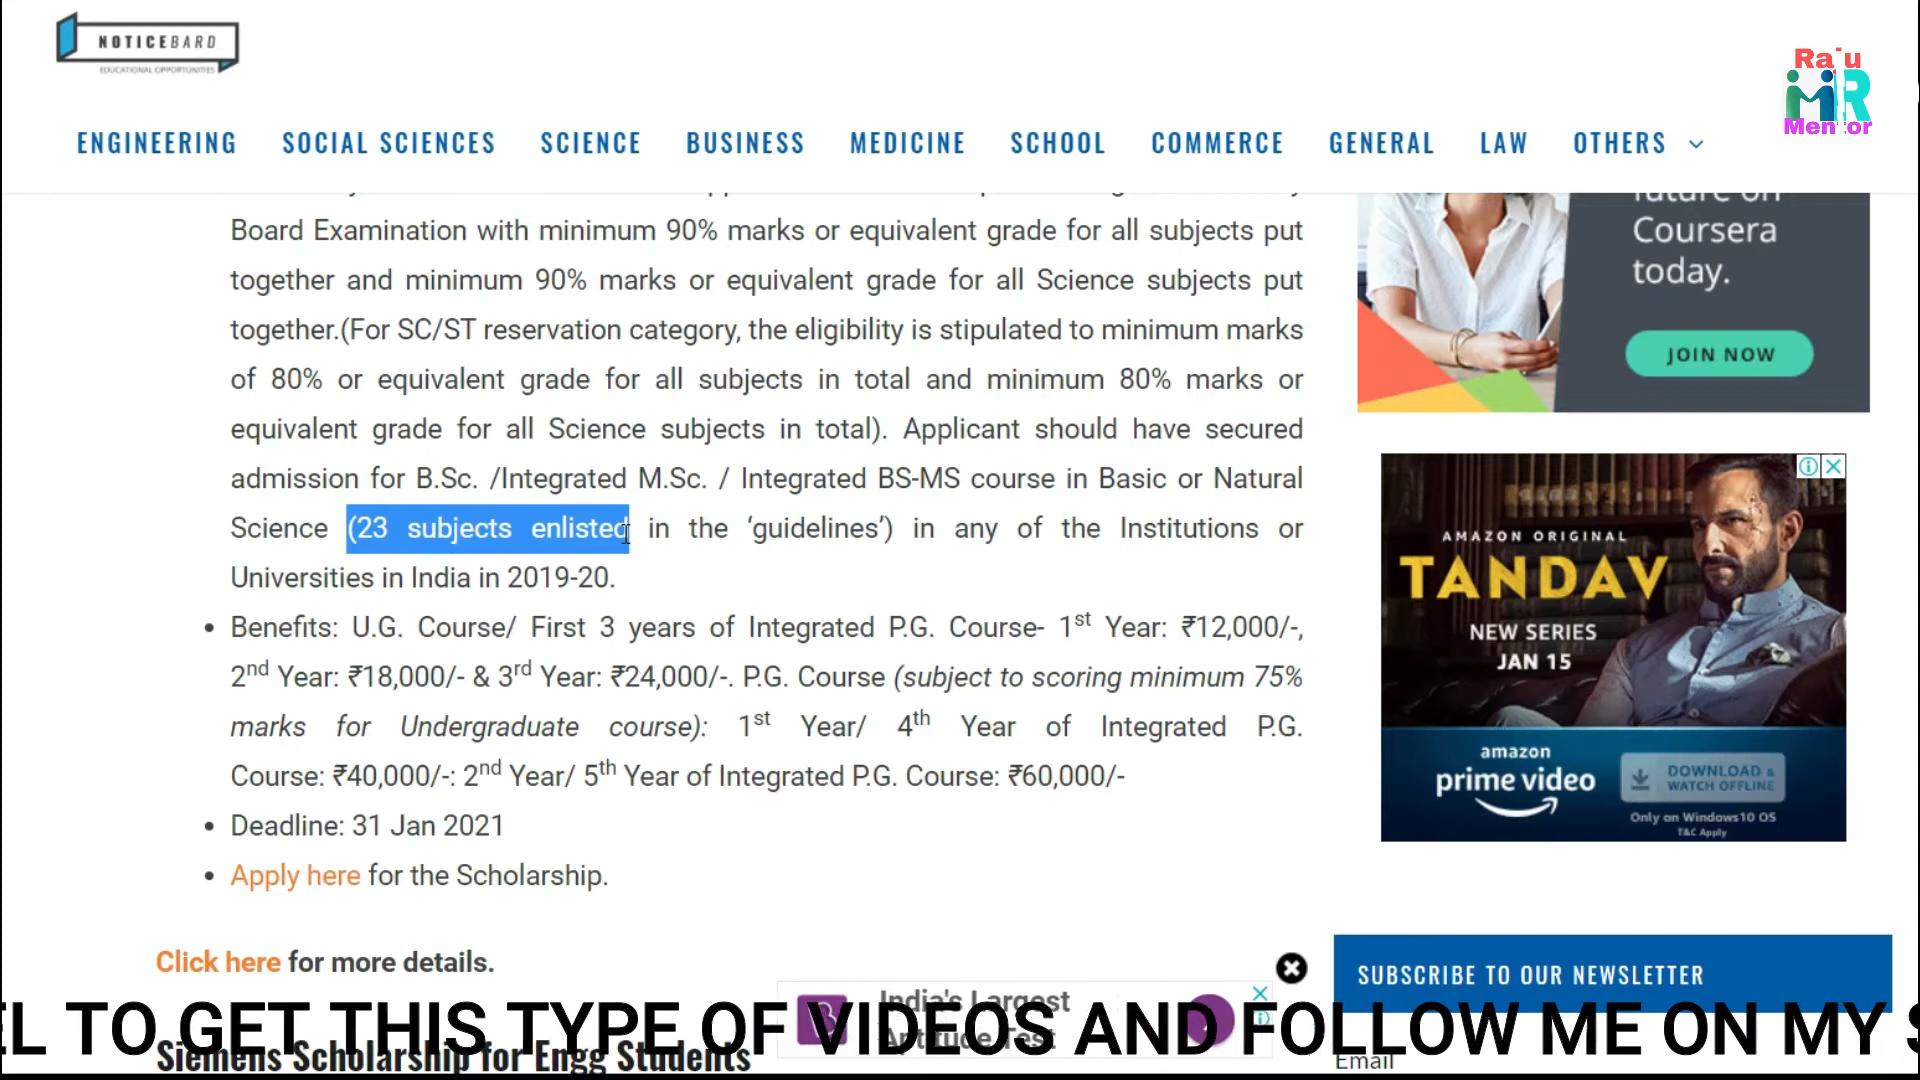 NOTICEBARD
EDUCATIONAL OPPORTUNITIES
Raju
MR
Mentor
ENGINEERING SOCIAL SCIENCES SCIENCE BUSINESS MEDICINE SCHOOL COMMERCE GENERAL LAW OTHERS
Board Examination with minimum 90% marks or equivalent grade for all subjects put
together and minimum 90% marks or equivalent grade for all Science subjects put
together.(For SC/ST reservation category, the eligibility is stipulated to minimum marks
of 80% or equivalent grade for all subjects in total and minimum 80% marks or
equivalent grade for all Science subjects in total). Applicant should have secured
admission for B.Sc. /Integrated M.Sc. / Integrated BS-MS course in Basic or Natural
Science (23 subjects enlisted in the ‘guidelines’) in any of the Institutions or
Universities in India in 2019-20.
• Benefits: U.G. Course/ First 3 years of Integrated P.G. Course- 1st Year: ₹12,000/-,
2nd Year: ₹18,000/- & 3rd Year: ₹24,000/-. P.G. Course (subject to scoring minimum 75%
marks for Undergraduate course): 1st Year/ 4th Year of Integrated P.G.
Course: ₹40,000/-: 2nd Year/ 5th Year of Integrated P.G. Course: ₹60,000/-
• Deadline: 31 Jan 2021
• Apply here for the Scholarship.
Click here for more details.
Siemens Scholarship for Engg Students
future on
Coursera
today.
JOIN NOW
AMAZON ORIGINAL
TANDAV
NEW SERIES
JAN 15
amazon
prime video
DOWNLOAD &
WATCH OFFLINE
Only on Windows10 OS
T&C Apply
SUBSCRIBE TO OUR NEWSLETTER
Email
India's Largest
Aptitude Test
EL TO GET THIS TYPE OF VIDEOS AND FOLLOW ME ON MY S